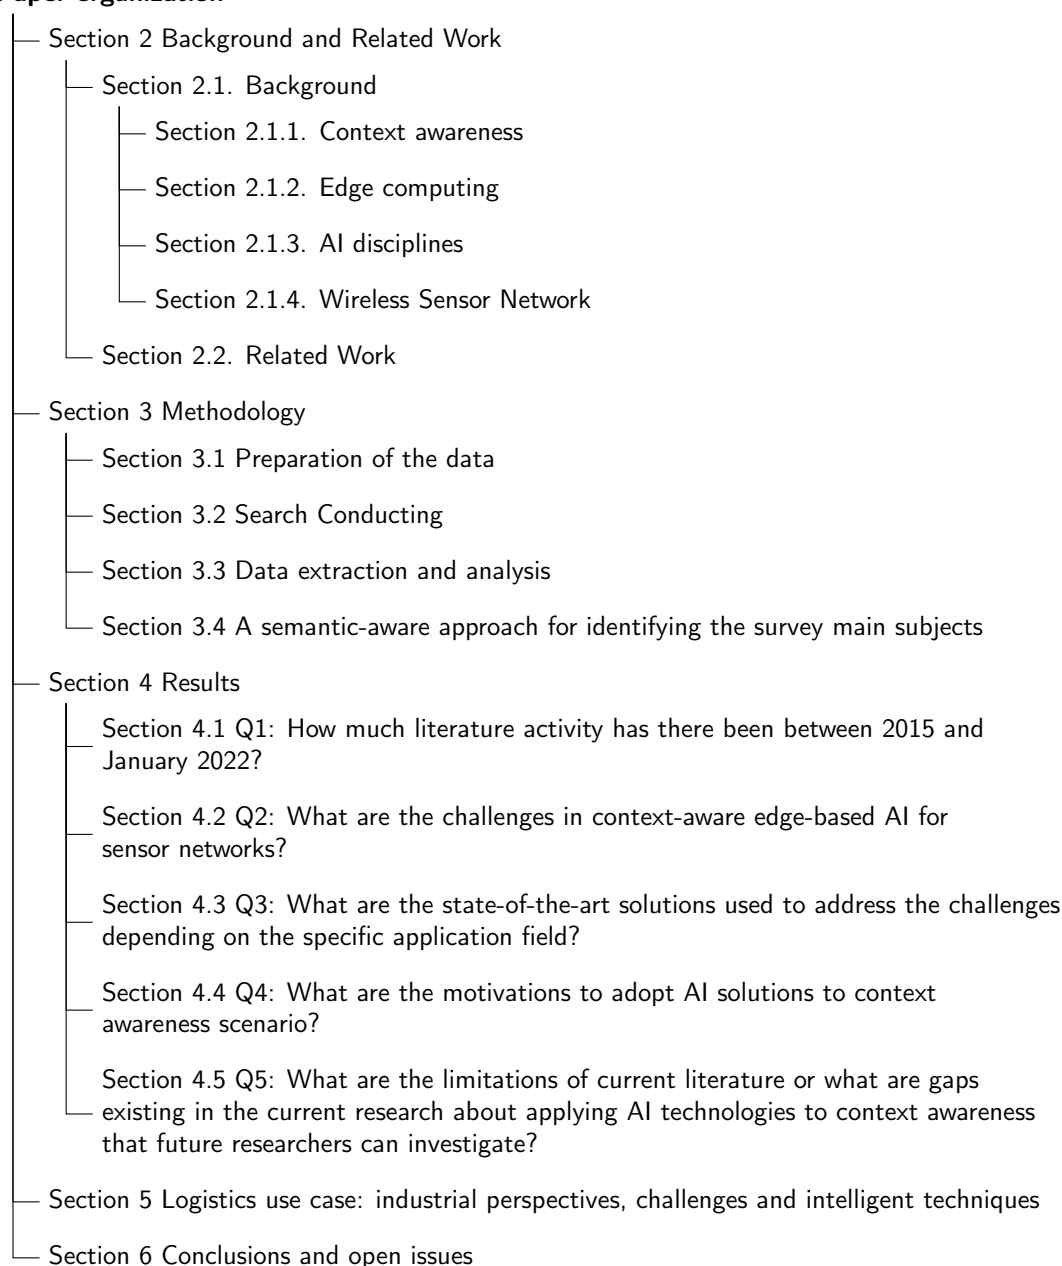 Section 2 Background and Related Work
Section 2.1. Background
Section 2.1.1. Context awareness
Section 2.1.2. Edge computing
Section 2.1.3. AI disciplines
Section 2.1.4. Wireless Sensor Network
Section 2.2. Related Work
Section 3 Methodology
Section 3.1 Preparation of the data
Section 3.2 Search Conducting
Section 3.3 Data extraction and analysis
Section 3.4 A semantic-aware approach for identifying the survey main subjects
Section 4 Results
Section 4.1 Q1: How much literature activity has there been between 2015 and
January 2022?
Section 4.2 Q2: What are the challenges in context-aware edge-based AI for
sensor networks?
Section 4.3 Q3: What are the state-of-the-art solutions used to address the challenges
depending on the specific application field?
Section 4.4 Q4: What are the motivations to adopt AI solutions to context
awareness scenario?
Section 4.5 Q5: What are the limitations of current literature or what are gaps
existing in the current research about applying AI technologies to context awareness
that future researchers can investigate?
Section 5 Logistics use case: industrial perspectives, challenges and intelligent techniques
Section 6 Conclusions and open issues